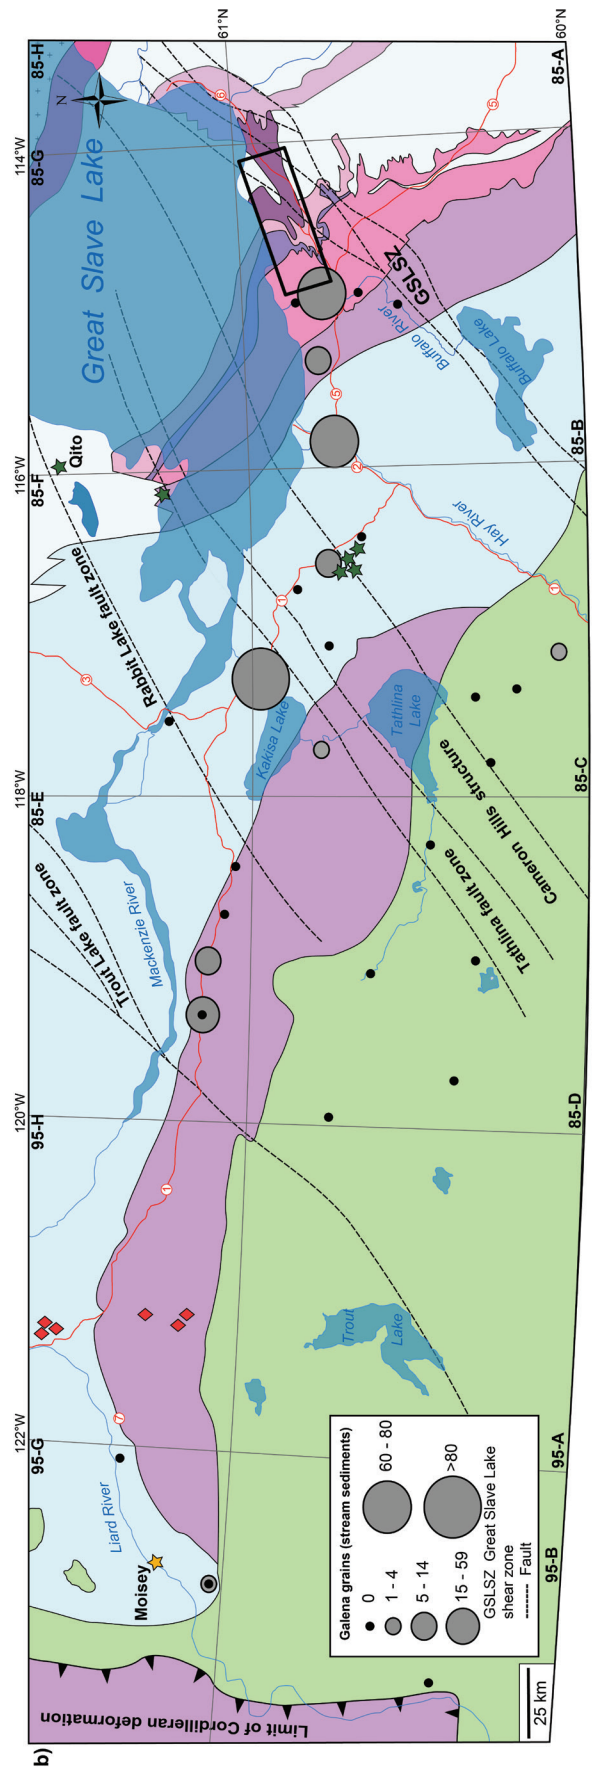 b)
Limit of Cordilleran deformation
95-G
122°W
95-H
120°W
85-E
118°W
85-F
116°W
85-G
114°W
85-H
61°N
60°N
N
Great Slave Lake
Qito
Rabbit Lake fault zone
Trout Lake fault zone
Mackenzie River
Liard River
Moisey
7
1
3
1
2
5
6
5
1
Kakisa Lake
Tathlina
Lake
Hay River
Buffalo River
Buffalo Lake
GSLSZ
Cameron Hills structure
Tathlina fault zone
Trout
Lake
95-B
95-A
85-D
85-C
85-B
85-A
Galena grains (stream sediments)
0
1 - 4
5 - 14
15 - 59
60 - 80
>80
GSLSZ Great Slave Lake
shear zone
------ Fault
25 km